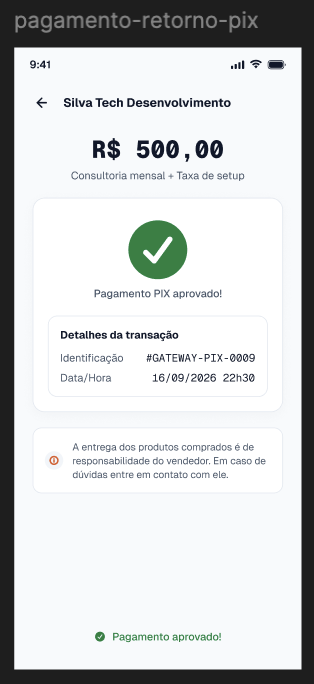 pagamento-retorno-pix
9:41
Silva Tech Desenvolvimento
R$ 500,00
Consultoria mensal + Taxa de setup
Pagamento PIX aprovado!
Detalhes da transação
Identificação #GATEWAY-PIX-0009
Data/Hora 16/09/2026 22h30
A entrega dos produtos comprados é de
responsabilidade do vendedor. Em caso de
dúvidas entre em contato com ele.
Pagamento aprovado!